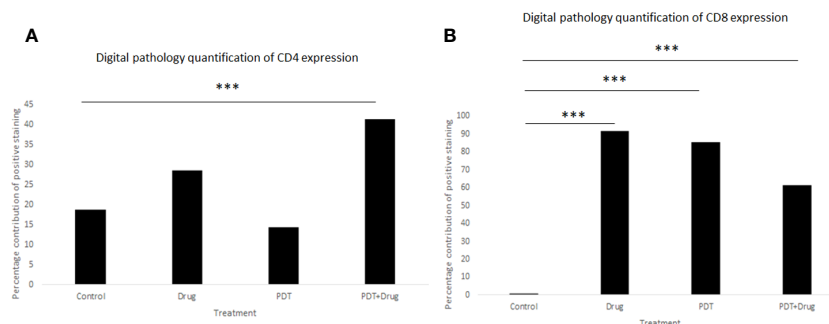 A
Digital pathology quantification of CD4 expression
***
Percentage contribution of positive staining
45
40
35
30
25
20
15
10
5
0
Control Drug PDT PDT+Drug
Treatment
B
Digital pathology quantification of CD8 expression
***
***
***
Percentage contribution of positive staining
100
90
80
70
60
50
40
30
20
10
0
Control Drug PDT PDT+Drug
Treatment